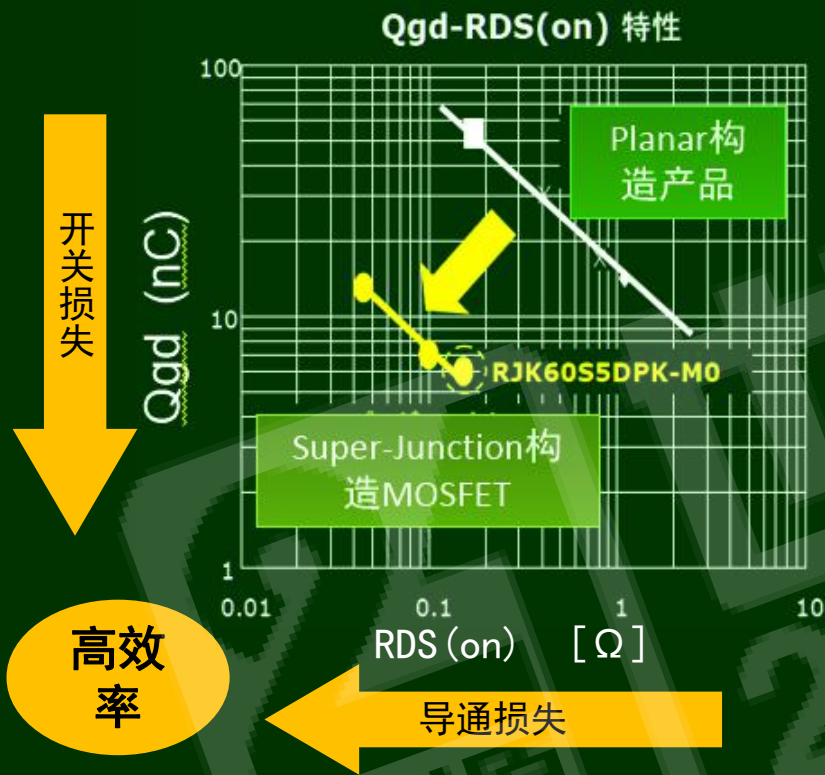 Qgd-RDS(on) 特性
100
Planar构
造产品
开关损失
Qgd (nC)
10
RJK60S5DPK-M0
Super-Junction构
造MOSFET
1
0.01
0.1
1
10
RDS(on) [Ω]
高效
率
导通损失